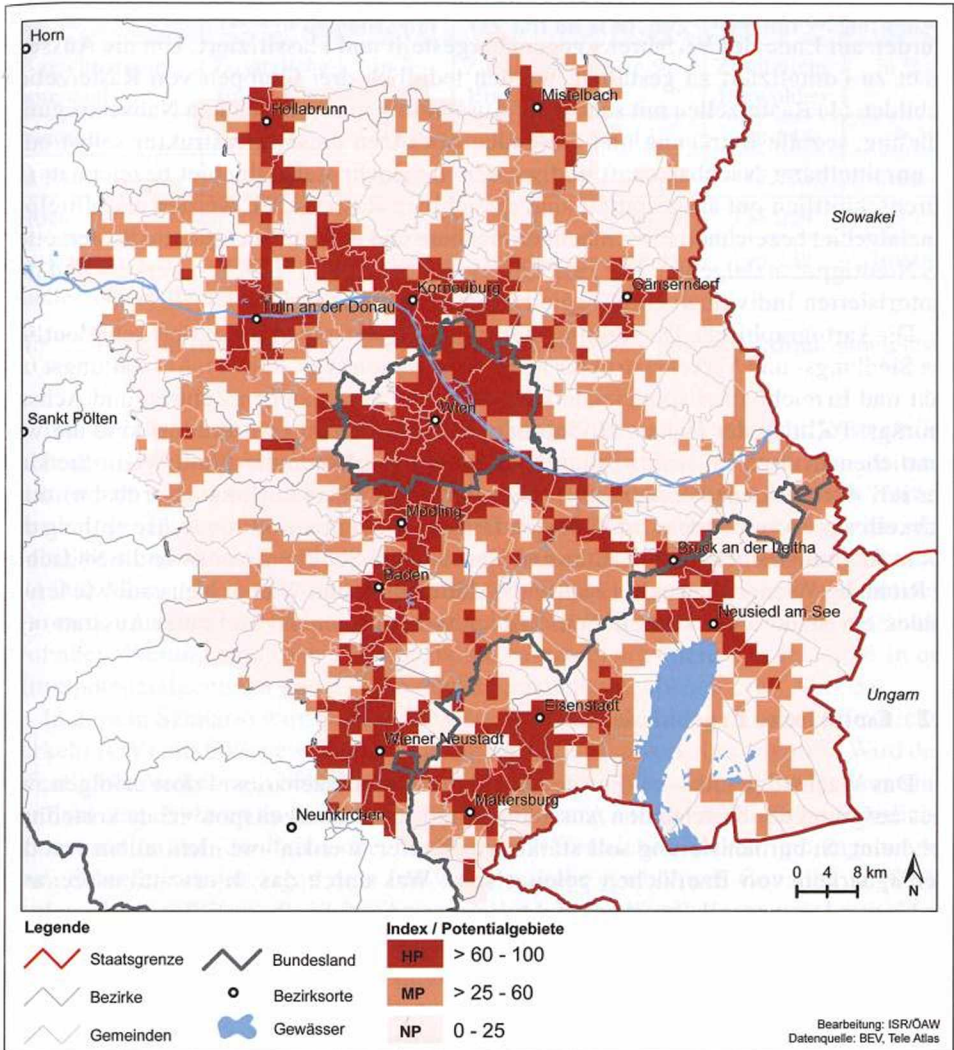 Horn
Mistelbach
Hollabrunn
Slowakei
Korneuburg
Gänserndorf
Tulln an der Donau
Wien
Sankt Pölten
Mödling
Bruck an der Leitha
Baden
Neusiedl am See
Ungarn
Eisenstadt
Wiener Neustadt
Mattersburg
Neunkirchen
0 4 8 km
N
Legende
Staatsgrenze
Bezirke
Gemeinden
Bundesland
Bezirksorte
Gewässer
Index / Potentialgebiete
HP > 60 - 100
MP > 25 - 60
NP 0 - 25
Bearbeitung: ISR/ÖAW
Datenquelle: BEV, Tele Atlas